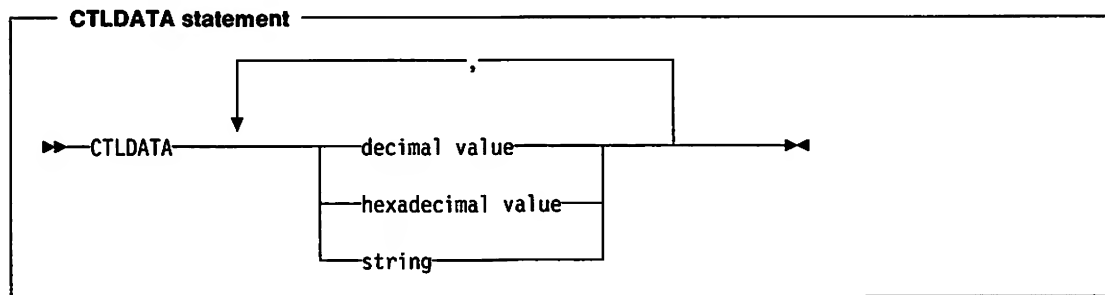 CTLDATA statement
,
CTLDATA decimal value
hexadecimal value
string